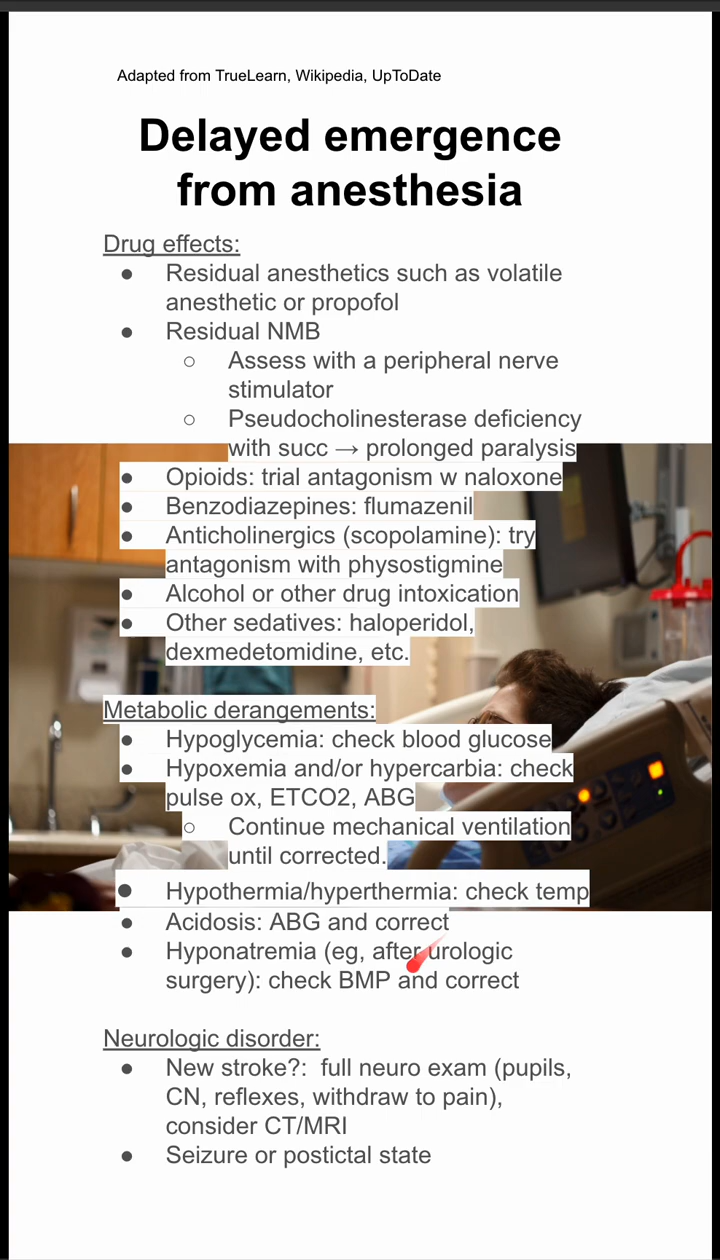 Adapted from TrueLearn, Wikipedia, UpToDate
Delayed emergence
from anesthesia
Drug effects:
● Residual anesthetics such as volatile
anesthetic or propofol
● Residual NMB
○ Assess with a peripheral nerve
stimulator
○ Pseudocholinesterase deficiency
with succ → prolonged paralysis
● Opioids: trial antagonism w naloxone
● Benzodiazepines: flumazenil
● Anticholinergics (scopolamine): try
antagonism with physostigmine
● Alcohol or other drug intoxication
● Other sedatives: haloperidol,
dexmedetomidine, etc.
Metabolic derangements:
● Hypoglycemia: check blood glucose
● Hypoxemia and/or hypercarbia: check
pulse ox, ETCO2, ABG
○ Continue mechanical ventilation
until corrected.
● Hypothermia/hyperthermia: check temp
● Acidosis: ABG and correct
● Hyponatremia (eg, after urologic
surgery): check BMP and correct
Neurologic disorder:
● New stroke?: full neuro exam (pupils,
CN, reflexes, withdraw to pain),
consider CT/MRI
● Seizure or postictal state